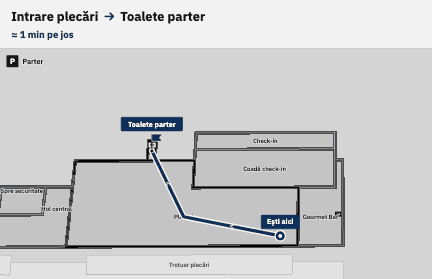 Intrare plecări → Toalete parter
≈ 1 min pe jos
P Parter
Toalete parter
Check-in
Coadă check-in
Spre securitate
Hol central
Ești aici
Gourmet Bar
Trotuar plecări